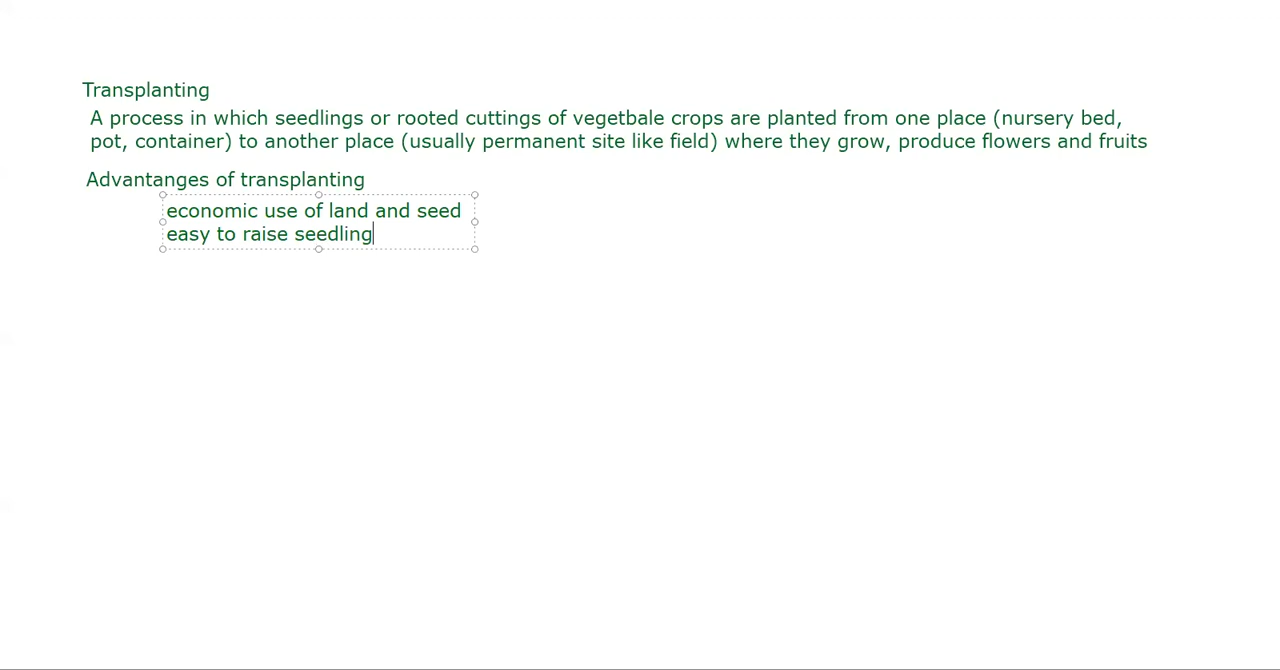 Transplanting
A process in which seedlings or rooted cuttings of vegetbale crops are planted from one place (nursery bed,
pot, container) to another place (usually permanent site like field) where they grow, produce flowers and fruits
Advantanges of transplanting
economic use of land and seed
easy to raise seedling